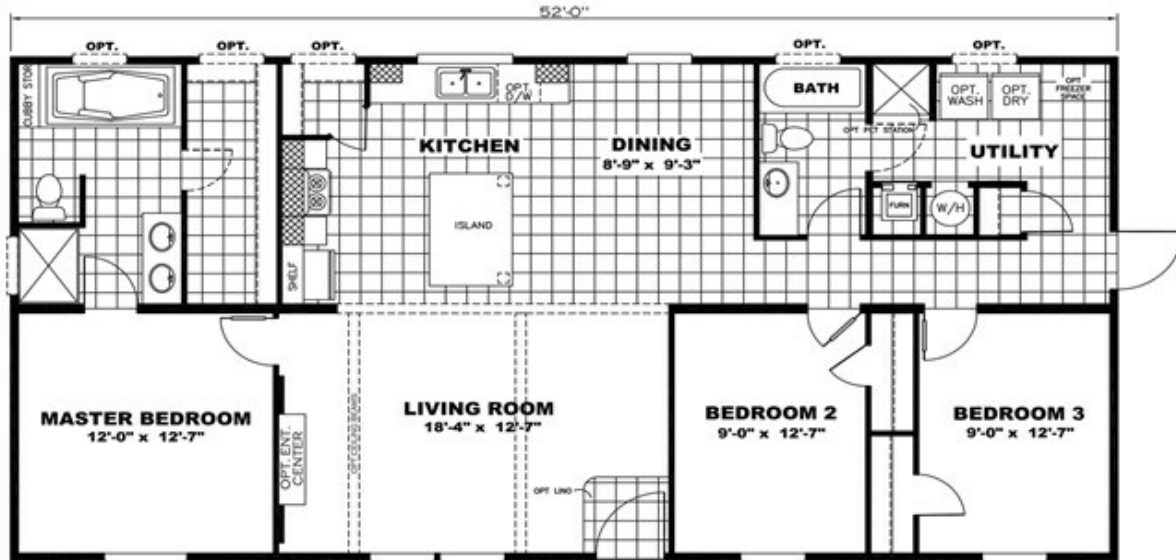 52'-0"
OPT.
OPT.
OPT.
OPT.
OPT.
CUBBY STOR
OPT.
D/W
BATH
OPT.
WASH
OPT.
DRY
OPT
FREEZER
SPACE
OPT PET STATION
KITCHEN
DINING
8'-9" x 9'-3"
UTILITY
ISLAND
FURN
W/H
SHELF
MASTER BEDROOM
12'-0" x 12'-7"
OPT. ENT.
CENTER
OPT CEILING BEAMS
LIVING ROOM
18'-4" x 12'-7"
OPT LINO
BEDROOM 2
9'-0" x 12'-7"
BEDROOM 3
9'-0" x 12'-7"